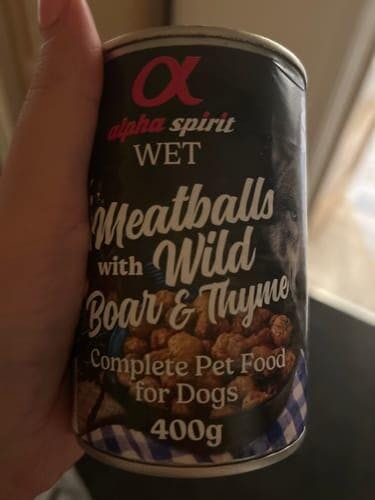 α
alpha spirit
WET
Meatballs
with Wild
Boar & Thyme
Complete Pet Food
for Dogs
400g